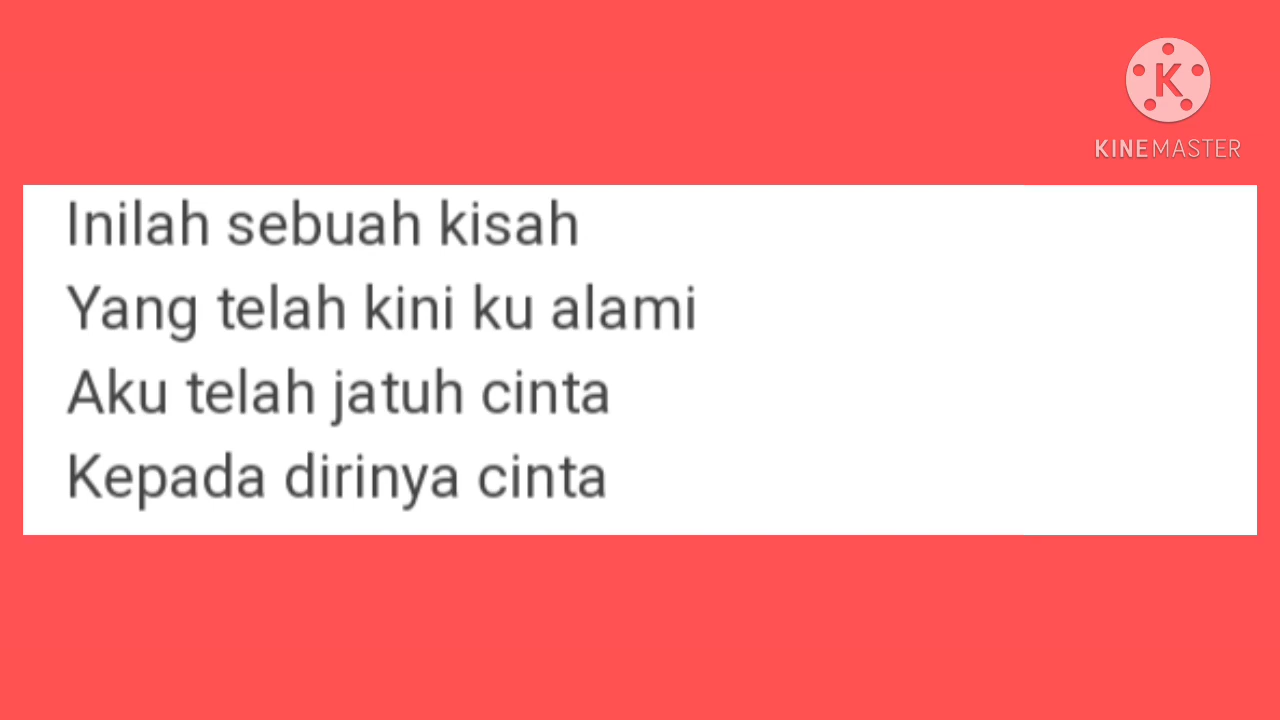 K
KINEMASTER
Inilah sebuah kisah
Yang telah kini ku alami
Aku telah jatuh cinta
Kepada dirinya cinta